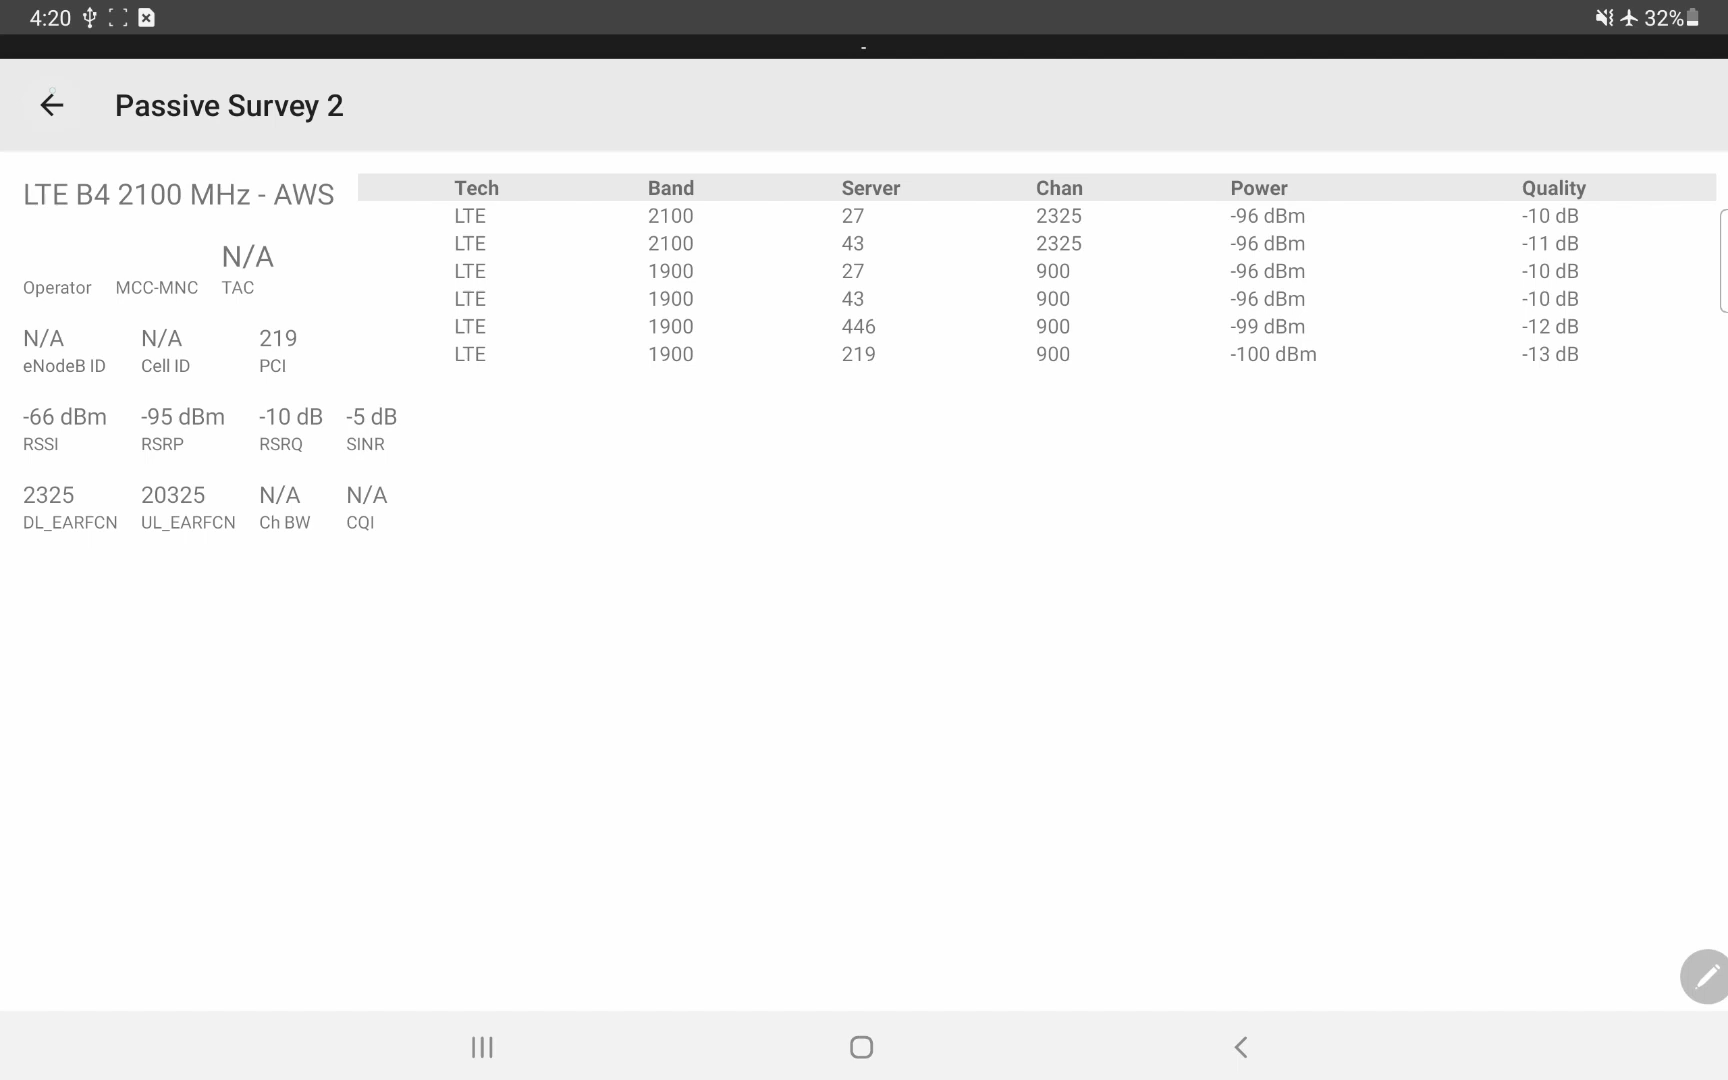 4:20 32%
-
Passive Survey 2
LTE B4 2100 MHz - AWS
N/A
Operator MCC-MNC TAC
N/A N/A 219
eNodeB ID Cell ID PCI
-66 dBm -95 dBm -10 dB -5 dB
RSSI RSRP RSRQ SINR
2325 20325 N/A N/A
DL_EARFCN UL_EARFCN Ch BW CQI
Tech Band Server Chan Power Quality
LTE 2100 27 2325 -96 dBm -10 dB
LTE 2100 43 2325 -96 dBm -11 dB
LTE 1900 27 900 -96 dBm -10 dB
LTE 1900 43 900 -96 dBm -10 dB
LTE 1900 446 900 -99 dBm -12 dB
LTE 1900 219 900 -100 dBm -13 dB